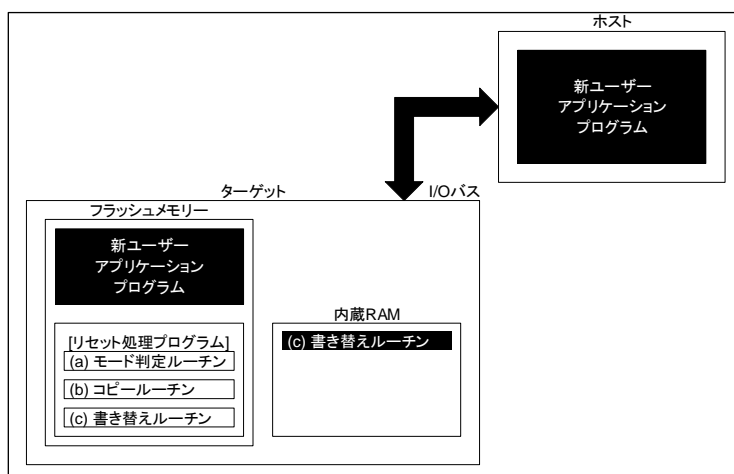 ホスト
新ユーザー
アプリケーション
プログラム
ターゲット
I/Oバス
フラッシュメモリー
新ユーザー
アプリケーション
プログラム
内蔵RAM
[リセット処理プログラム]
(a) モード判定ルーチン
(b) コピールーチン
(c) 書き替えルーチン
(c) 書き替えルーチン